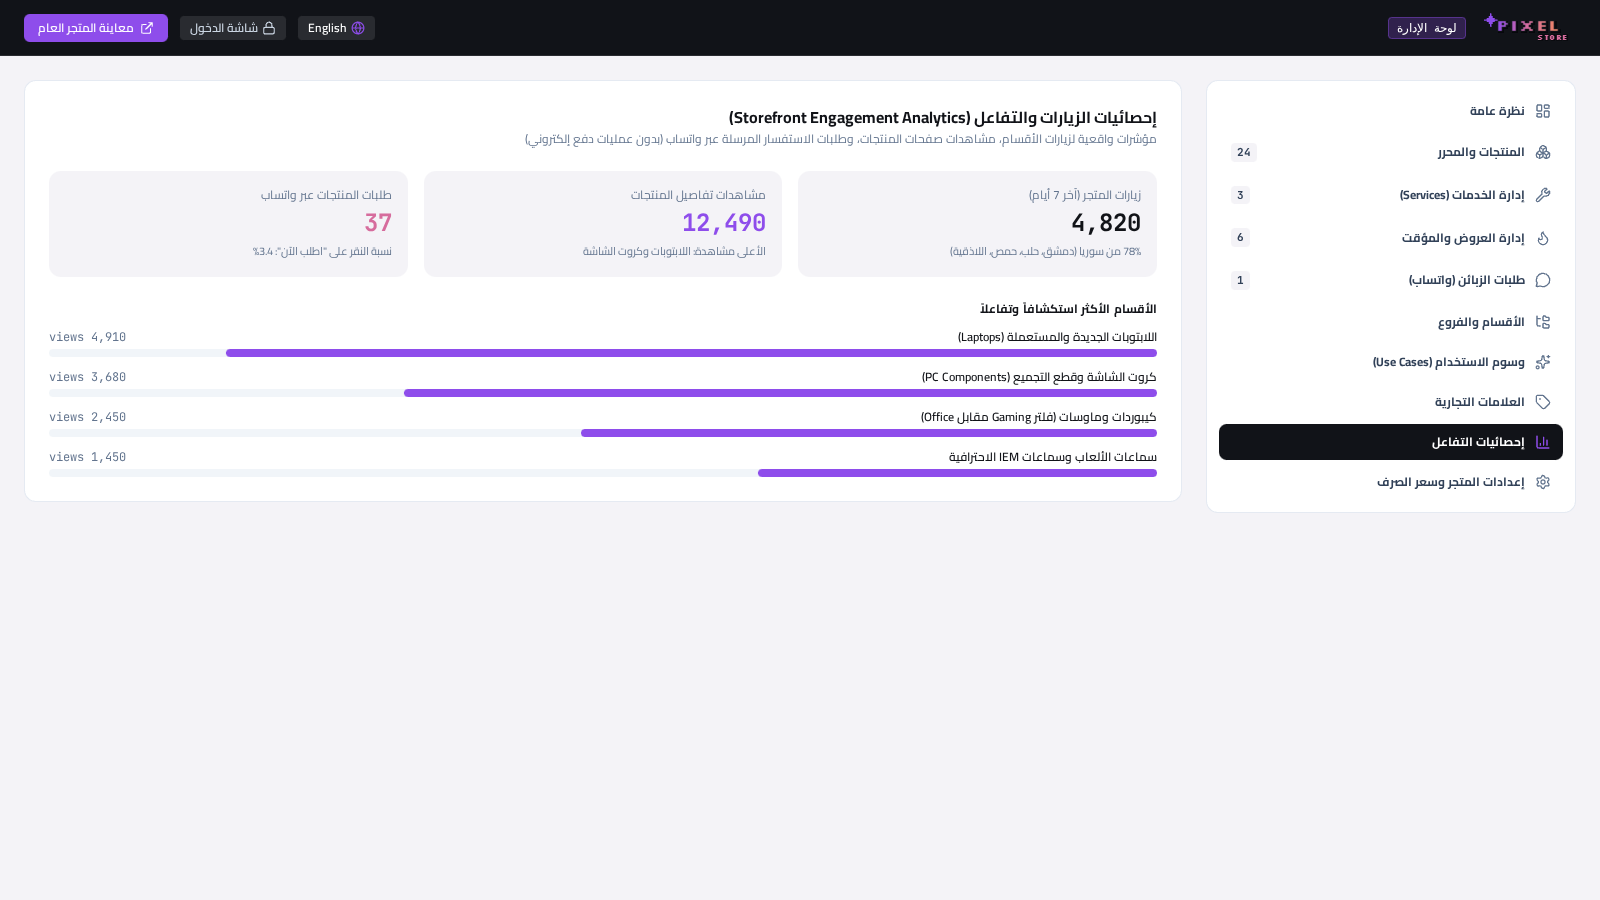 PIXEL
STORE
لوحة الإدارة
English
شاشة الدخول
معاينة المتجر العام
نظرة عامة
المنتجات والمحرر 24
إدارة الخدمات (Services) 3
إدارة العروض والمؤقت 6
طلبات الزبائن (واتساب) 1
الأقسام والفروع
وسوم الاستخدام (Use Cases)
العلامات التجارية
إحصائيات التفاعل
إعدادات المتجر وسعر الصرف
إحصائيات الزيارات والتفاعل (Storefront Engagement Analytics)
مؤشرات واقعية لزيارات الأقسام، مشاهدات صفحات المنتجات، وطلبات الاستفسار المرسلة عبر واتساب (بدون عمليات دفع إلكتروني)
زيارات المتجر (آخر 7 أيام)
4,820
78% من سوريا (دمشق، حلب، حمص، اللاذقية)
مشاهدات تفاصيل المنتجات
12,490
الأعلى مشاهدة: اللابتوبات وكروت الشاشة
طلبات المنتجات عبر واتساب
37
نسبة النقر على "اطلب الآن": 3.4%
الأقسام الأكثر استكشافاً وتفاعلاً
اللابتوبات الجديدة والمستعملة (Laptops) 4,910 views
كروت الشاشة وقطع التجميع (PC Components) 3,680 views
كيبوردات وماوسات (فلتر Gaming مقابل Office) 2,450 views
سماعات الألعاب وسماعات IEM الاحترافية 1,450 views